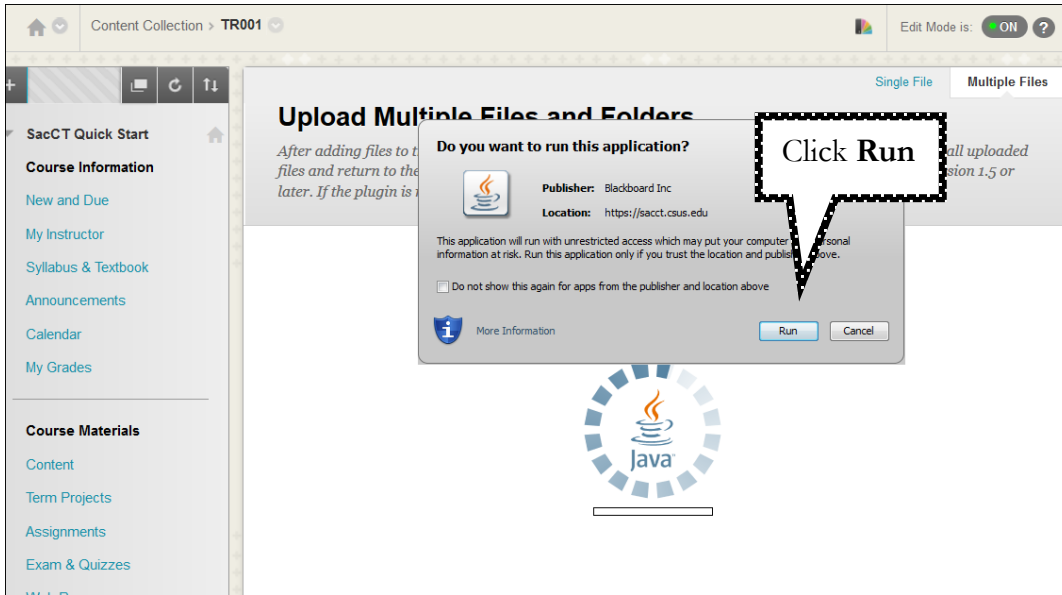 Content Collection > TR001
Edit Mode is: ON ?
Single File
Multiple Files
SacCT Quick Start
Course Information
New and Due
My Instructor
Syllabus & Textbook
Announcements
Calendar
My Grades
Course Materials
Content
Term Projects
Assignments
Exam & Quizzes
Upload Multiple Files and Folders
After adding files to t
all uploaded
files and return to the
sion 1.5 or
later. If the plugin is
Do you want to run this application?
Publisher: Blackboard Inc
Location: https://sacct.csus.edu
This application will run with unrestricted access which may put your computer ersonal
information at risk. Run this application only if you trust the location and publish ove.
Do not show this again for apps from the publisher and location above
More Information
Run
Cancel
Click Run
Java